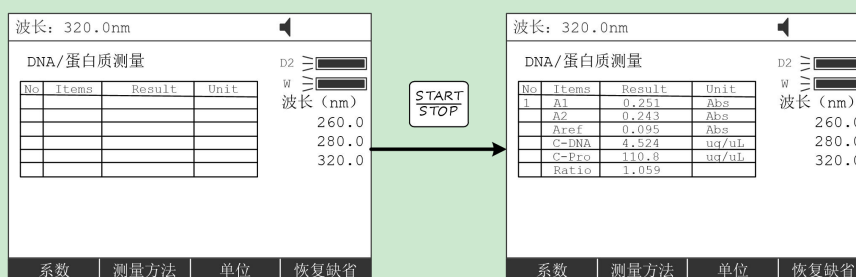 波长: 320.0nm
DNA/蛋白质测量
D2
W
No Items Result Unit
波长（nm）
260.0
280.0
320.0
系数 测量方法 单位 恢复缺省
START
STOP
波长: 320.0nm
DNA/蛋白质测量
D2
W
No Items Result Unit
1 A1 0.251 Abs
A2 0.243 Abs
Aref 0.095 Abs
C-DNA 4.524 ug/uL
C-Pro 110.8 ug/uL
Ratio 1.059
波长（nm）
260.0
280.0
320.0
系数 测量方法 单位 恢复缺省